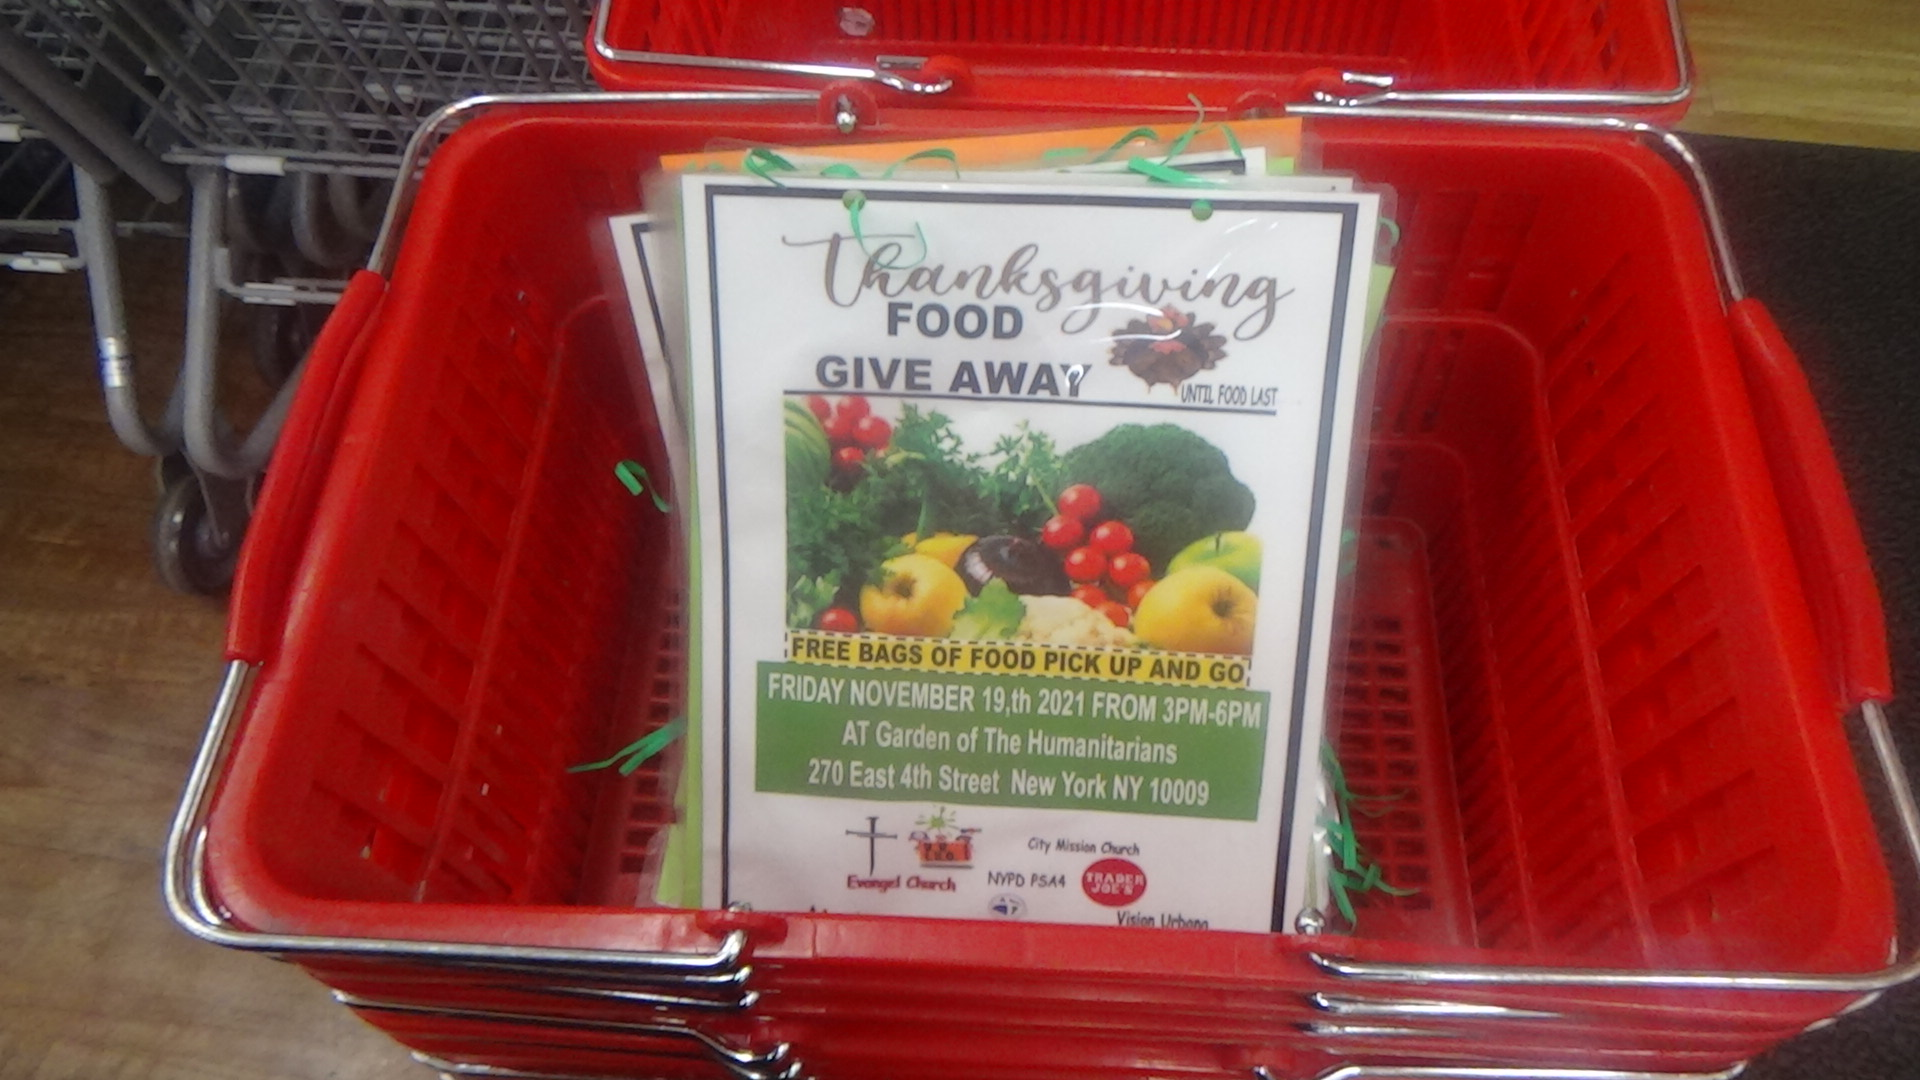 Thanksgiving
FOOD
GIVE AWAY
UNTIL FOOD LAST
FREE BAGS OF FOOD PICK UP AND GO
FRIDAY NOVEMBER 19,th 2021 FROM 3PM-6PM
AT Garden of The Humanitarians
270 East 4th Street New York NY 10009
City Mission Church
Evangel Church
NYPD PSA4
TRADER JOE'S
Vision Urbana